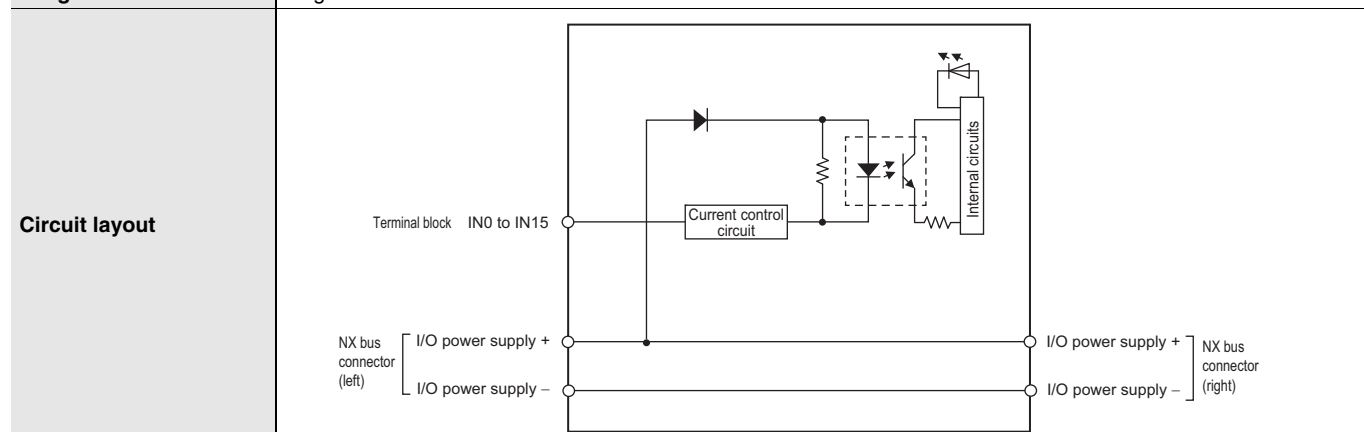 Circuit layout
Internal circuits
Terminal block IN0 to IN15
Current control
circuit
NX bus
connector
(left)
I/O power supply +
I/O power supply –
I/O power supply +
I/O power supply –
NX bus
connector
(right)